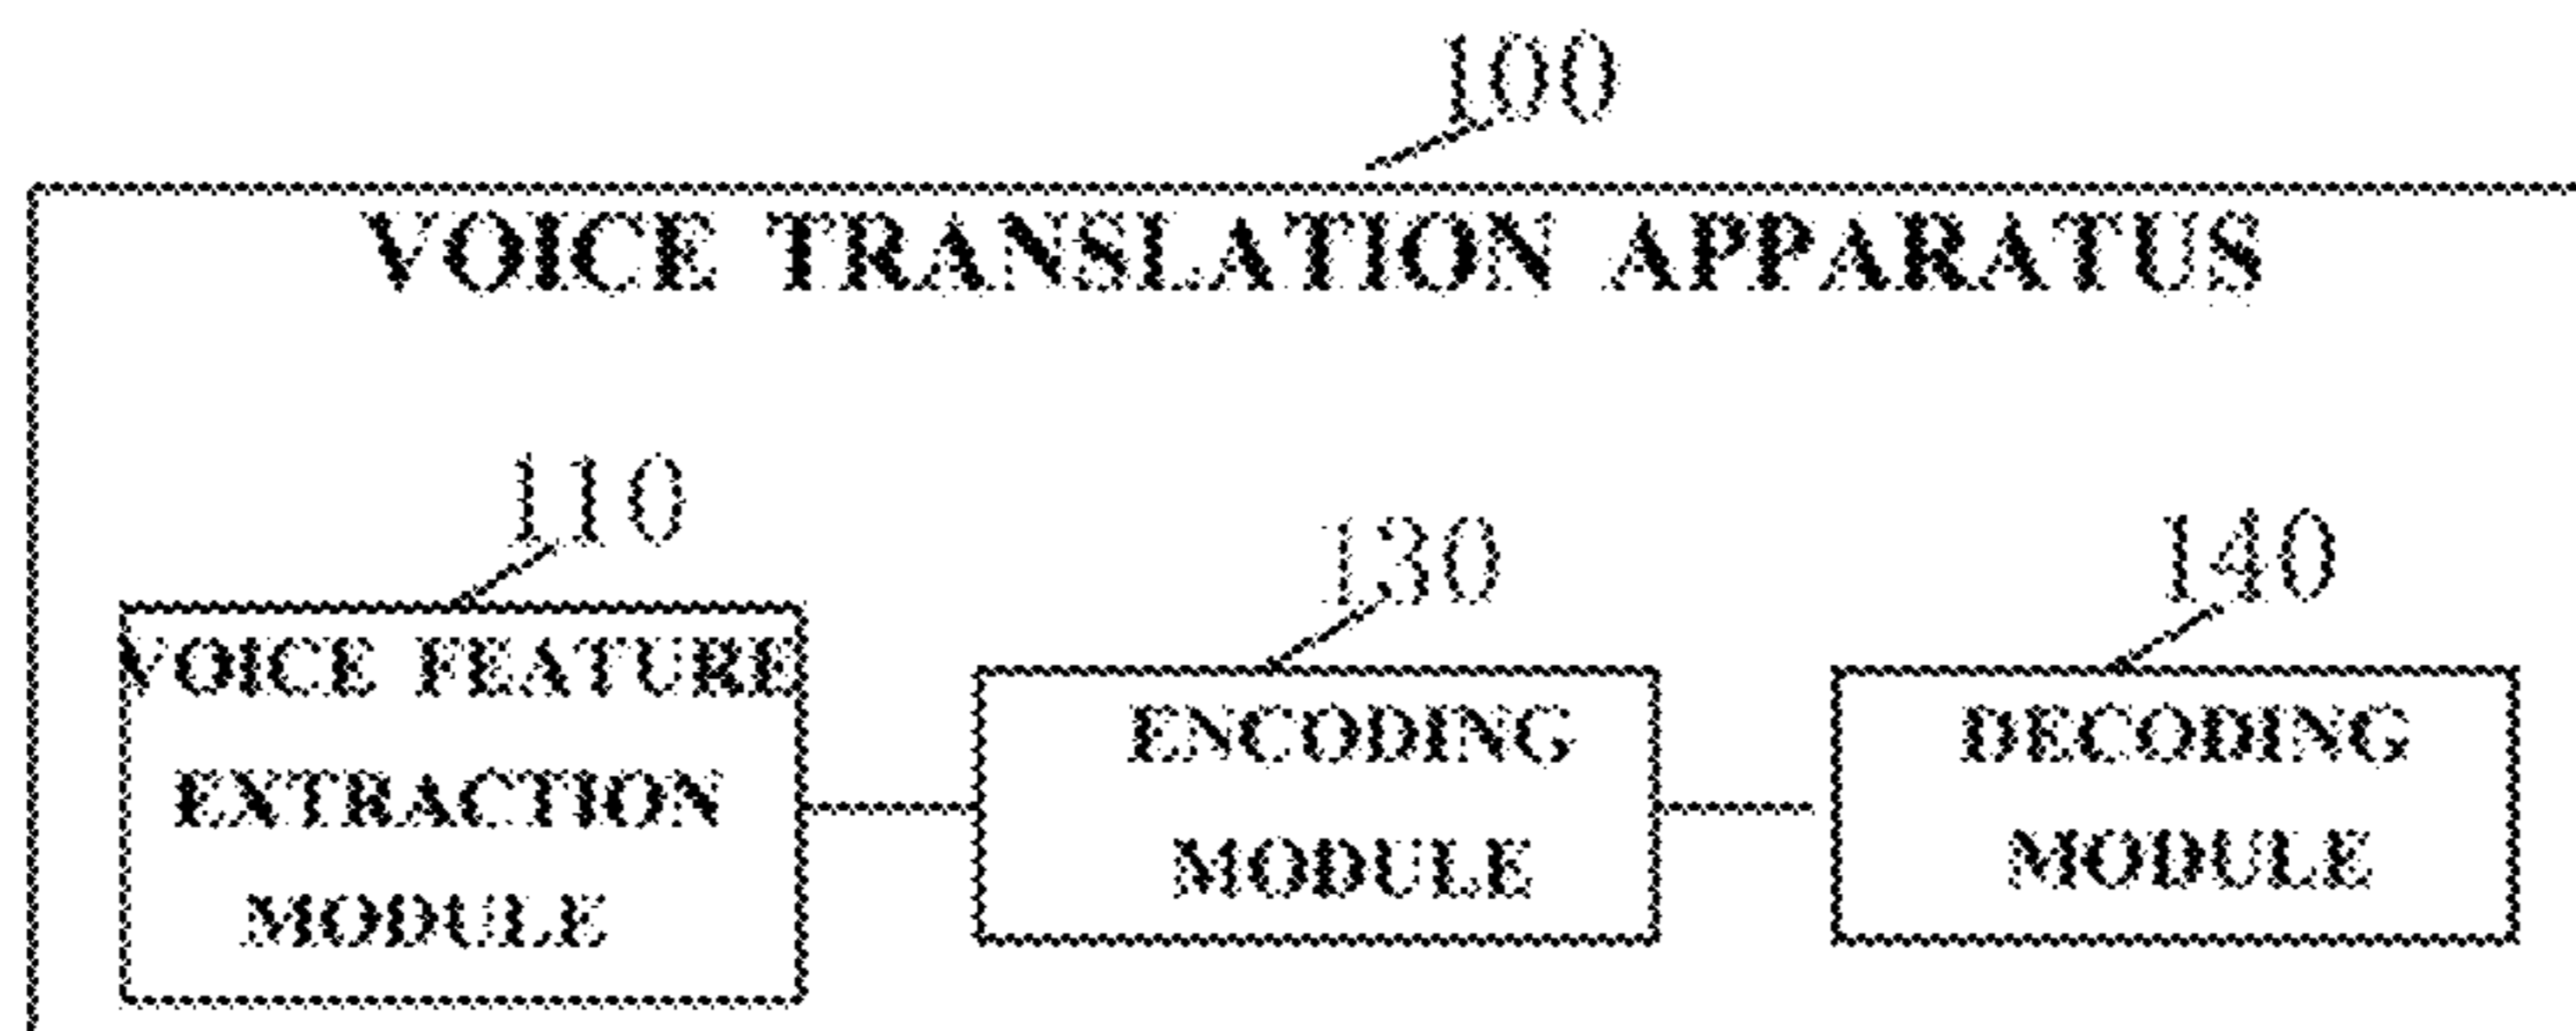 100
VOICE TRANSLATION APPARATUS
110
130
140
VOICE FEATURE
EXTRACTION
MODULE
ENCODING
MODULE
DECODING
MODULE